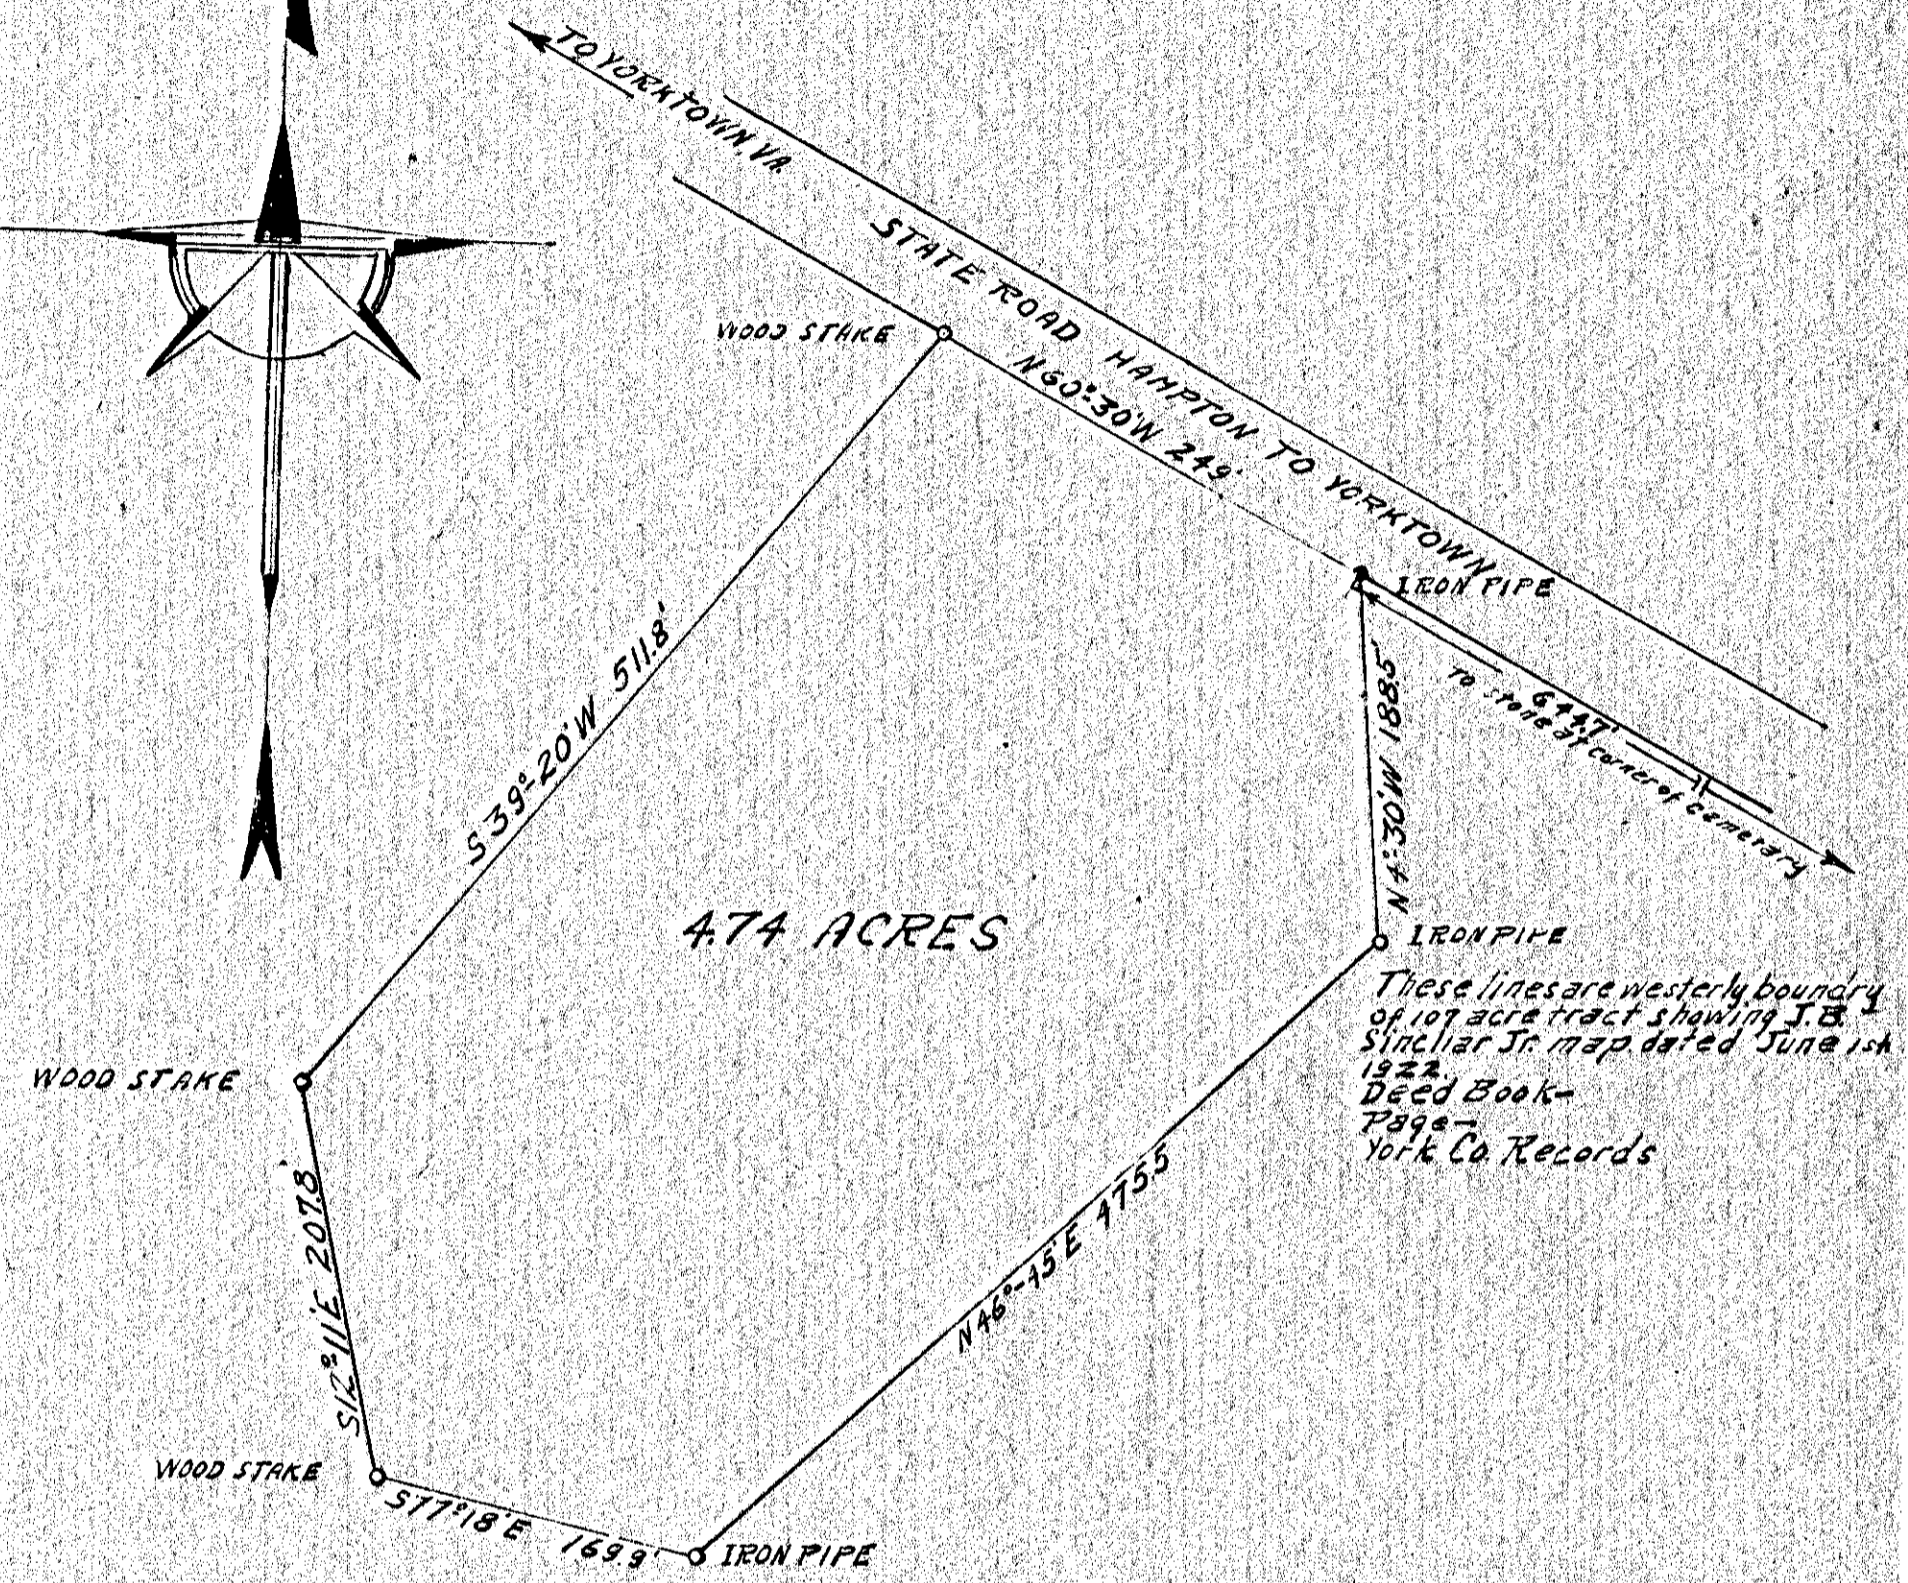 TO YORKTOWN, VA.
STATE ROAD HAMPTON TO YORKTOWN
WOOD STAKE
N60°-30'W 249'
IRON PIPE
644.7'
To stone at corner of cemerary
S39°-20'W 511.8'
N4°-30'W 188.5'
4.74 ACRES
IRON PIPE
These lines are westerly boundry
of 107 acre tract showing J.B.
Sincliar Jr. map dated June 1st
1922.
Deed Book-
Page-
York Co. Records
WOOD STAKE
S12°-11'E 207.8'
N46°-15'E 475.5
WOOD STAKE
S77°-18'E 169.9'
IRON PIPE